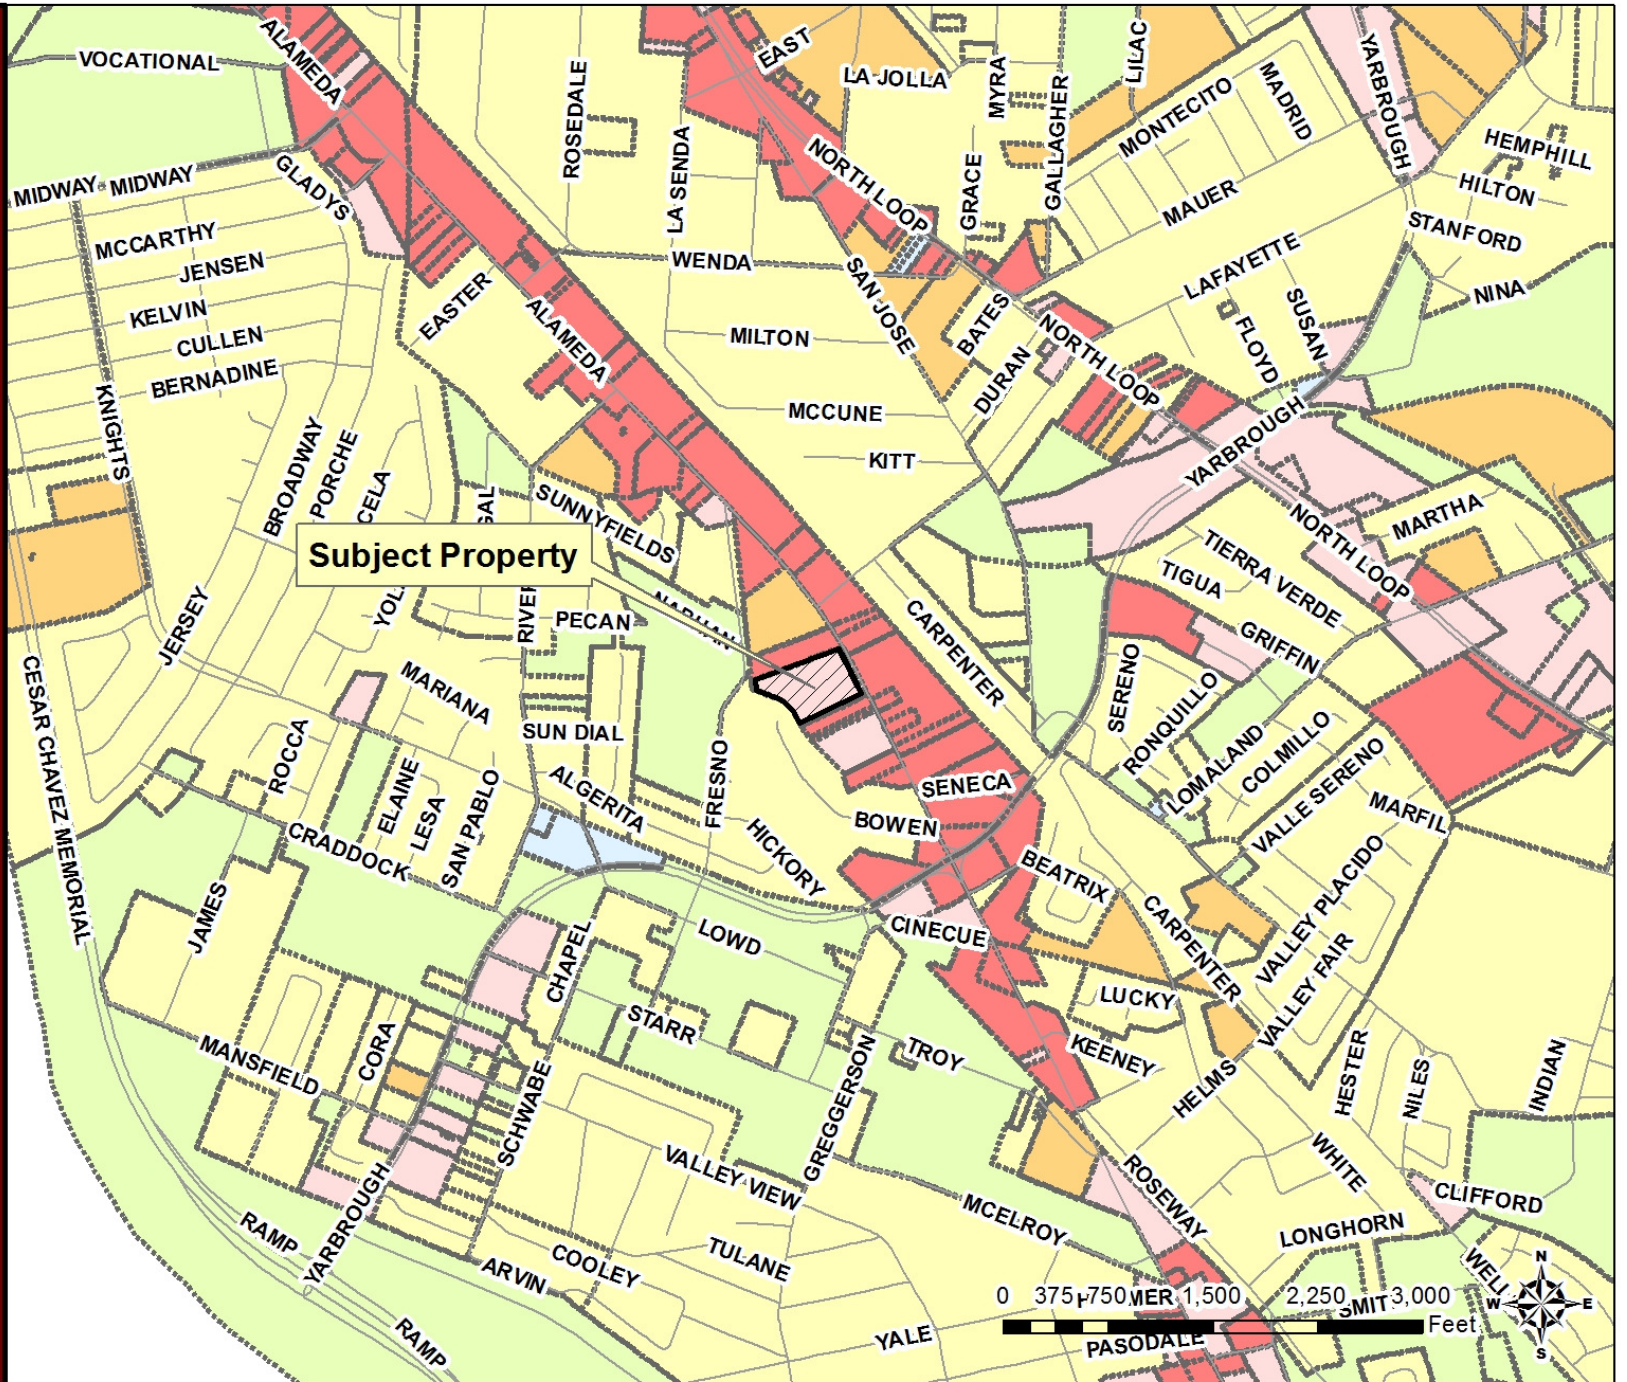 ALAMEDA
VOCATIONAL
EAST
LA JOLLA
MYRA
LILAC
YARBROUGH
ROSEDALE
GALLAGHER
MONTECITO
MADRID
HEMPHILL
LA SENDA
NORTH LOOP
GRACE
MIDWAY
MIDWAY
GLADYS
MAUER
HILTON
STANFORD
MCCARTHY
JENSEN
WENDA
LAFAYETTE
NINA
KELVIN
CULLEN
EASTER
ALAMEDA
MILTON
SAN JOSE
BATES
NORTH LOOP
FLOYD
SUSAN
BERNADINE
KNIGHTS
MCCUNE
DURAN
KITT
YARBROUGH
BROADWAY
PORCHE
CELA
GAL
SUNNYFIELDS
NORTH LOOP
MARTHA
Subject Property
TIERRA VERDE
TIGUA
JERSEY
YOL
RIVER
PECAN
NARHAN
CARPENTER
GRIFFIN
CESAR CHAVEZ MEMORIAL
MARIANA
SERENO
RONQUILLO
SUN DIAL
ROCCA
FRESNO
LOMALAND
COLMILLO
VALLE SERENO
ELAINE
LESA
SAN PABLO
ALGERITA
SENECA
MARFIL
CRADDOCK
HICKORY
BOWEN
BEATRIX
JAMES
CHAPEL
LOWD
CINECUE
CARPENTER
VALLEY PLACIDO
VALLEY FAIR
LUCKY
STARR
TROY
KEENEY
MANSFIELD
CORA
SCHWABE
GREGGERSON
HELMS
HESTER
NILES
INDIAN
VALLEY VIEW
WHITE
ROSEWAY
CLIFFORD
MCELROY
LONGHORN
RAMP
YARBROUGH
ARVIN
COOLEY
TULANE
WELL
N
W
E
S
0 375 750 1,500 2,250 3,000
MER
SMIT
Feet
RAMP
YALE
PASODALE